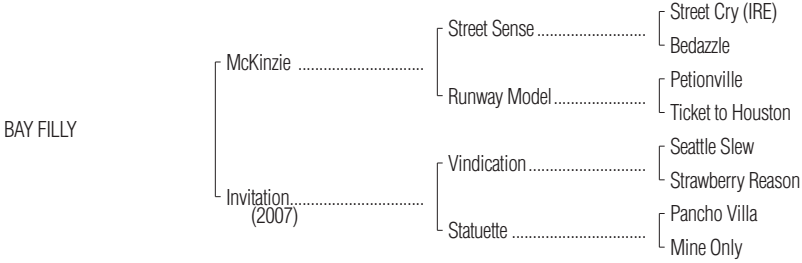 Street Cry (IRE)
Street Sense ............................
Bedazzle
McKinzie ................................
Petionville
Runway Model ........................
Ticket to Houston
BAY FILLY
Seattle Slew
Vindication ..............................
Strawberry Reason
Invitation ..................................
(2007)
Pancho Villa
Statuette ...................................
Mine Only